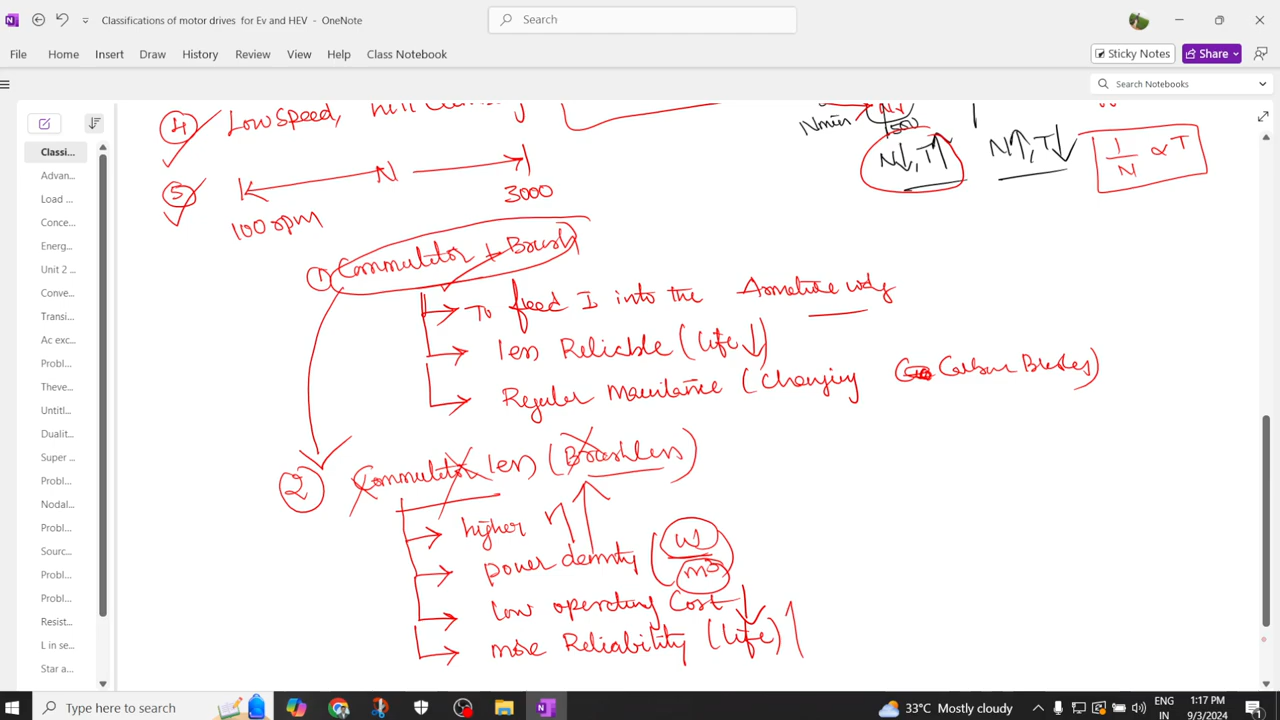 Classifications of motor drives for Ev and HEV - OneNote
Search
File Home Insert Draw History Review View Help Class Notebook
Sticky Notes Share
Search Notebooks
Classi...
Advan...
Load ...
Conce...
Energ...
Unit 2 ...
Conve...
Transi...
Ac exc...
Probl...
Theve...
Untitl...
Dualit...
Super ...
Probl...
Nodal...
Probl...
Sourc...
Probl...
Probl...
Resist...
L in se...
Star a...
④ Low speed,
Nmin 500
N↓, T↑ N↑, T↓ 1/N ∝ T
⑤ N
100 rpm 3000
① Commulitor + Brush
To feed I into the
less Reliable (life ↓)
Regular (Changing Carbon Brushes)
② Commulitor less (Brushless)
higher η
power density (W/m³)
low operating Cost ↓
more Reliability (life) ↑
Type here to search
33°C Mostly cloudy
ENG
IN
1:17 PM
9/3/2024